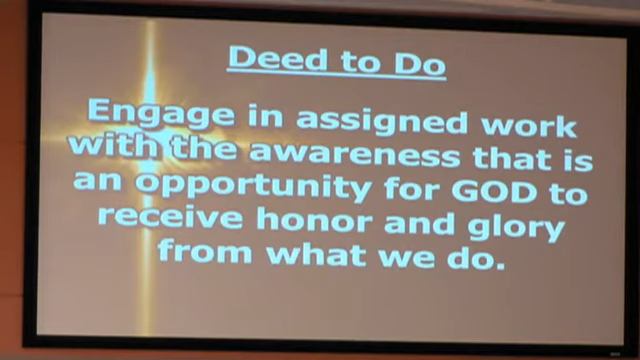 Deed to Do
Engage in assigned work
with the awareness that is
an opportunity for GOD to
receive honor and glory
from what we do.